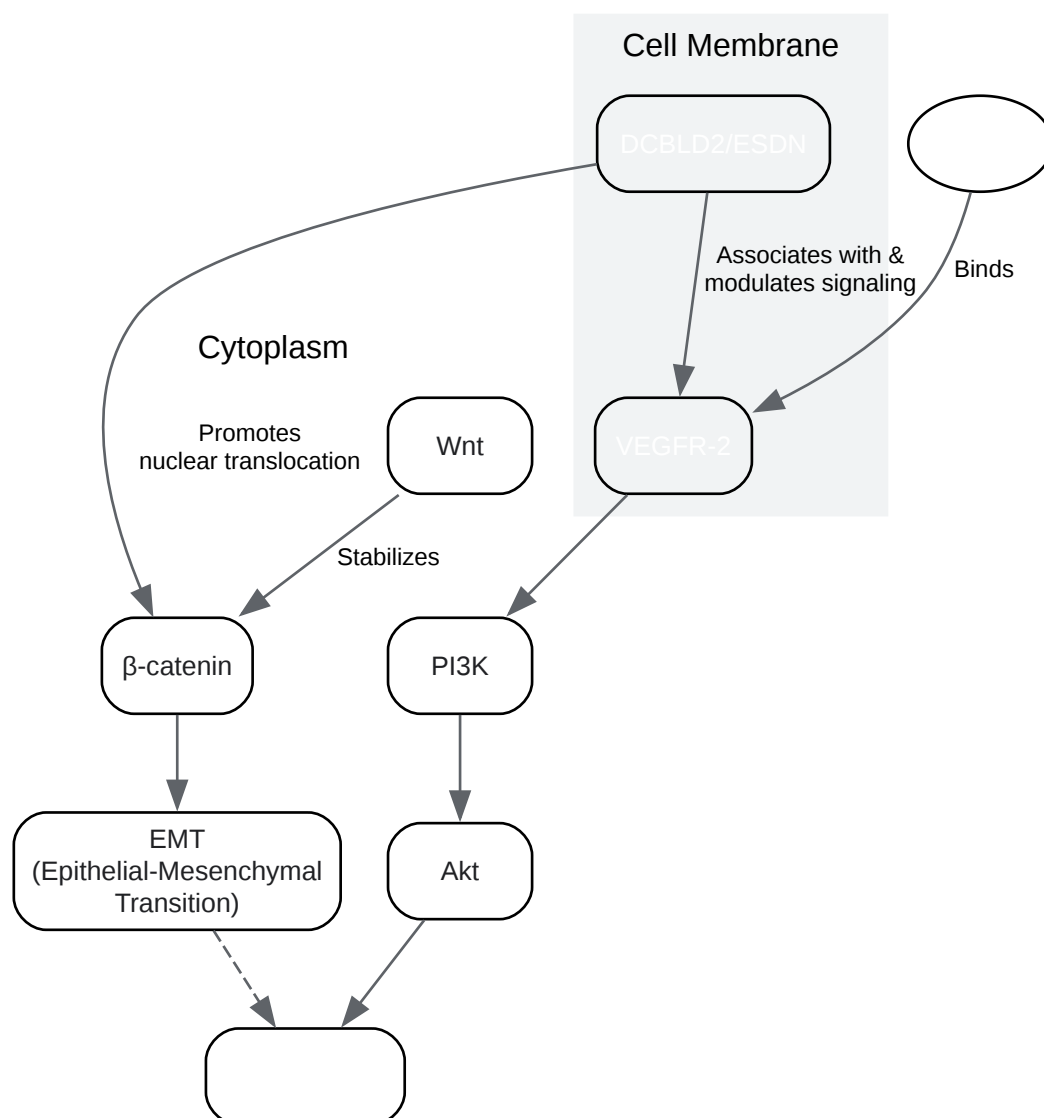 Cell Membrane
DCBLD2/ESDN
Associates with &
modulates signaling
Binds
Cytoplasm
Promotes
nuclear translocation
Wnt
VEGFR-2
Stabilizes
β-catenin
PI3K
EMT
(Epithelial-Mesenchymal
Transition)
Akt